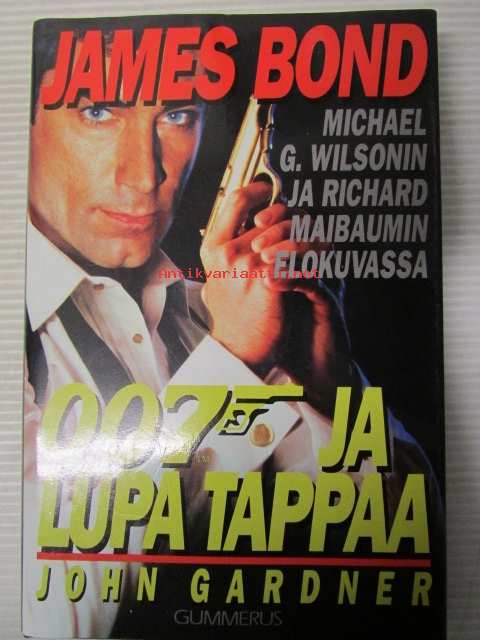 JAMES BOND
MICHAEL
G. WILSONIN
JA RICHARD
MAIBAUMIN
ELOKUVASSA
Antikvariaatti.net
007 JA
LUPA TAPPAA
JOHN GARDNER
GUMMERUS